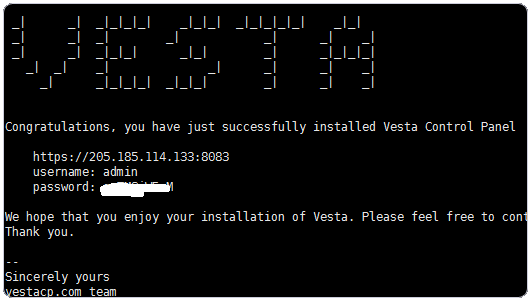 VESTA
Congratulations, you have just successfully installed Vesta Control Panel
https://205.185.114.133:8083
username: admin
password:
We hope that you enjoy your installation of Vesta. Please feel free to
Thank you.
--
Sincerely yours
vestacp.com team